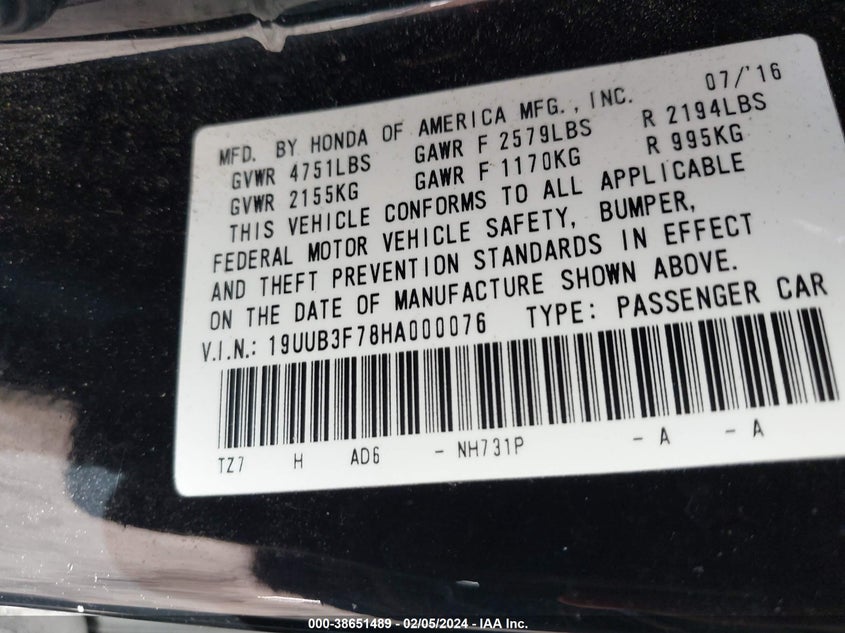 07/'16
MFD. BY HONDA OF AMERICA MFG., INC.
GVWR 4751LBS GAWR F 2579LBS R 2194LBS
GVWR 2155KG GAWR F 1170KG R 995KG
THIS VEHICLE CONFORMS TO ALL APPLICABLE
FEDERAL MOTOR VEHICLE SAFETY, BUMPER,
AND THEFT PREVENTION STANDARDS IN EFFECT
ON THE DATE OF MANUFACTURE SHOWN ABOVE.
V.I.N.: 19UUB3F78HA000076 TYPE: PASSENGER CAR
TZ7 H AD6 - NH731P - A - A
000-38651489 - 02/05/2024 - IAA Inc.